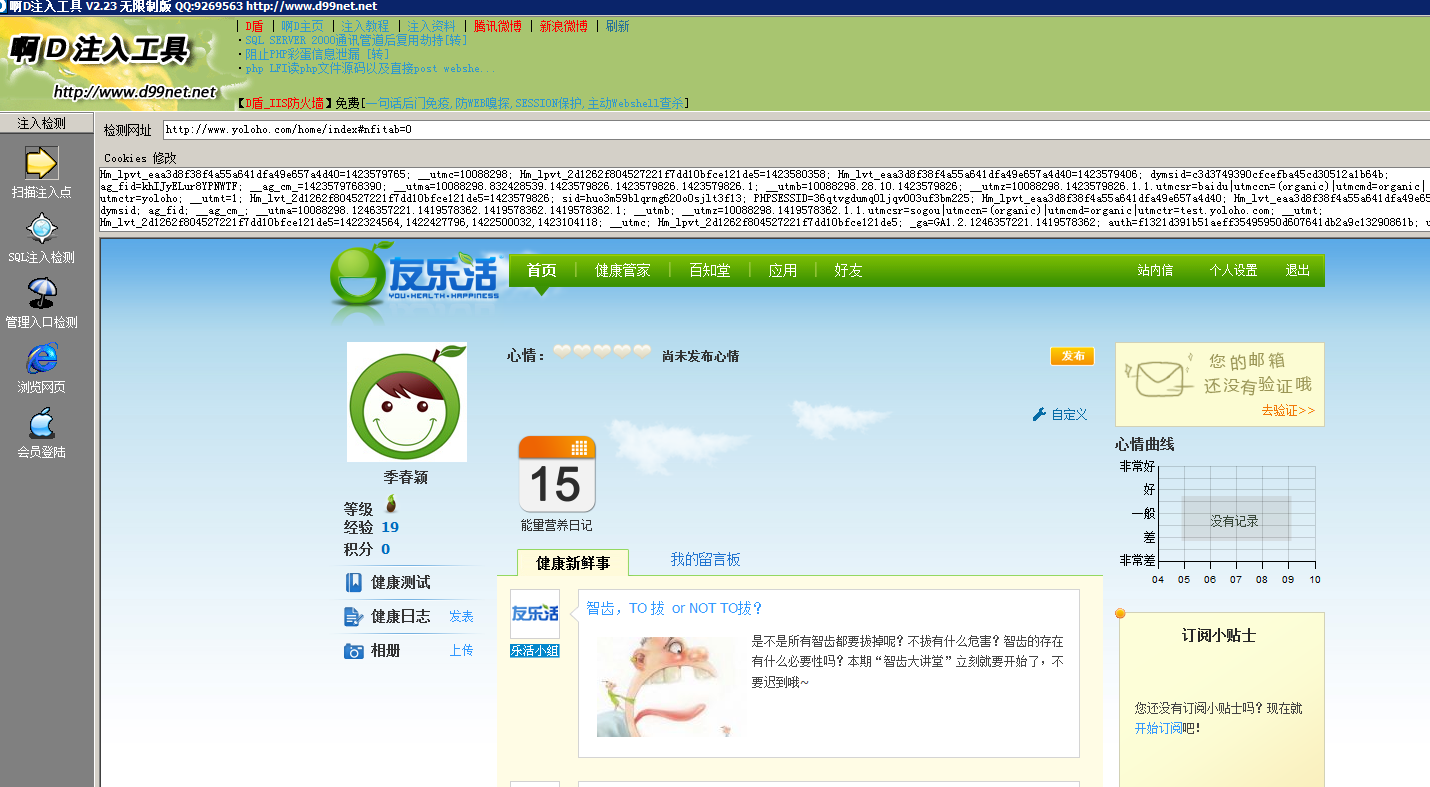 啊D注入工具 V2.23 无限制版 QQ:9269563 http://www.d99net.net
啊D注入工具
http://www.d99net.net
| D盾 | 啊D主页 | 注入教程 | 注入资料 | 腾讯微博 | 新浪微博 | 刷新
·SQL SERVER 2000通讯管道后复用劫持[转]
·阻止PHP彩蛋信息泄漏 [转]
·php LFI读php文件源码以及直接post webshe...
【D盾_IIS防火墙】免费[一句话后门免疫,防WEB嗅探,SESSION保护,主动Webshell查杀]
注入检测
扫描注入点
SQL注入检测
管理入口检测
浏览网页
会员登陆
检测网址 http://www.yoloho.com/home/index#nfitab=0
Cookies 修改
Hm_lpvt_eaa3d8f38f4a55a641dfa49e657a4d40=1423579765; __utmc=10088298; Hm_lpvt_2d1262f804527221f7dd10bfce121de5=1423580358; Hm_lvt_eaa3d8f38f4a55a641dfa49e657a4d40=1423579406; dymsid=c3d3749390cfcefba45cd30512a1b64b;
ag_fid=khIJyELur8YPNWTF; __ag_cm_=1423579768390; __utma=10088298.832428539.1423579826.1423579826.1423579826.1; __utmb=10088298.28.10.1423579826; __utmz=10088298.1423579826.1.1.utmcsr=baidu|utmccn=(organic)|utmcmd=organic|
utmctr=yoloho; __utmt=1; Hm_lvt_2d1262f804527221f7dd10bfce121de5=1423579826; sid=huo3m59blqrmg620o0sjlt3f13; PHPSESSID=36qtvgdumq0ljqv003uf3bm225; Hm_lpvt_eaa3d8f38f4a55a641dfa49e657a4d40; Hm_lvt_eaa3d8f38f4a55a641dfa49e65
dymsid; ag_fid; __ag_cm_; __utma=10088298.1246357221.1419578362.1419578362.1419578362.1; __utmb; __utmz=10088298.1419578362.1.1.utmcsr=sogou|utmccn=(organic)|utmcmd=organic|utmctr=test.yoloho.com; __utmt;
Hm_lvt_2d1262f804527221f7dd10bfce121de5=1422324564,1422427796,1422500032,1423104118; __utmc; Hm_lpvt_2d1262f804527221f7dd10bfce121de5; _ga=GA1.2.1246357221.1419578362; auth=f1321d391b51aeff35495950d607641db2a9c13290861b; u
友乐活
YOU·HEALTH·HAPPINESS
首页 | 健康管家 | 百知堂 | 应用 | 好友
站内信 个人设置 退出
心情： 尚未发布心情
发布
自定义
您的邮箱
还没有验证哦
去验证>>
季春颖
等级
经验 19
积分 0
健康测试
健康日志 发表
相册 上传
15
能量营养日记
健康新鲜事 我的留言板
友乐活
乐活小组
智齿，TO 拔 or NOT TO拔？
是不是所有智齿都要拔掉呢？不拔有什么危害？智齿的存在
有什么必要性吗？本期“智齿大讲堂”立刻就要开始了，不
要迟到哦~
心情曲线
非常好
好
一般
差
非常差
没有记录
04 05 06 07 08 09 10
订阅小贴士
您还没有订阅小贴士吗？现在就
开始订阅吧！